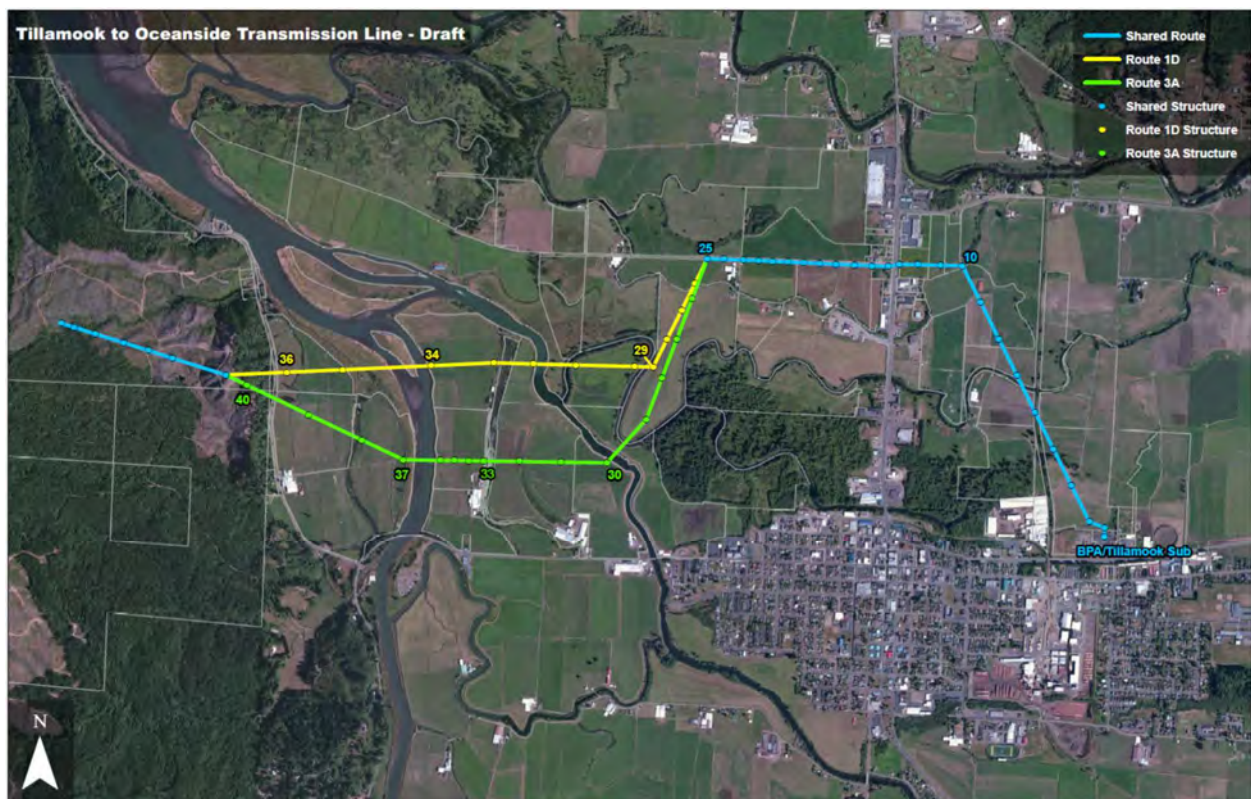 Tillamook to Oceanside Transmission Line - Draft
Shared Route
Route 1D
Route 3A
Shared Structure
Route 1D Structure
Route 3A Structure
25
10
29
34
36
40
37
33
30
BPA/Tillamook Sub
N